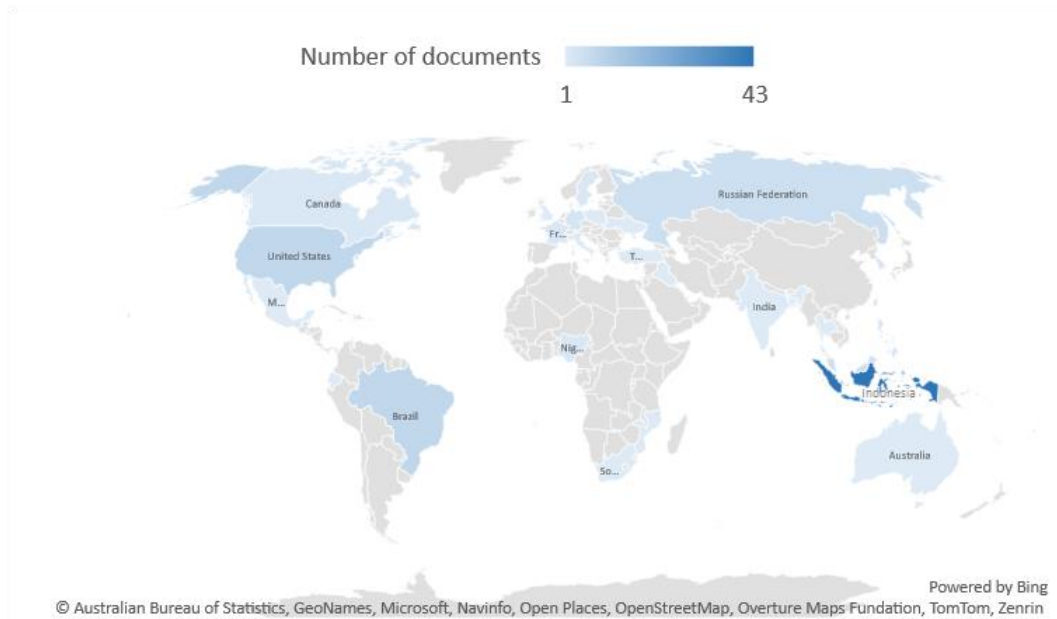 Number of documents
1 43
Canada
Russian Federation
Fr...
United States
T...
M...
India
Nig...
Indonesia
Brazil
Australia
So...
Powered by Bing
© Australian Bureau of Statistics, GeoNames, Microsoft, Navinfo, Open Places, OpenStreetMap, Overture Maps Fundation, TomTom, Zenrin